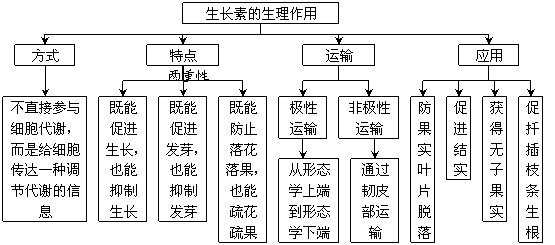 生长素的生理作用
方式
特点
运输
应用
两重性
不直接参与
细胞代谢，
而是给细胞
传达一种调
节代谢的信
息
既能
促进
生长，
也能
抑制
生长
既能
促进
发芽，
也能
抑制
发芽
既能
防止
落花
落果，
也能
疏花
疏果
极性
运输
非极性
运输
从形态
学上端
到形态
学下端
通过
韧皮
部运
输
防果实叶片脱落
促进结实
获得无子果实
促扦插枝条生根